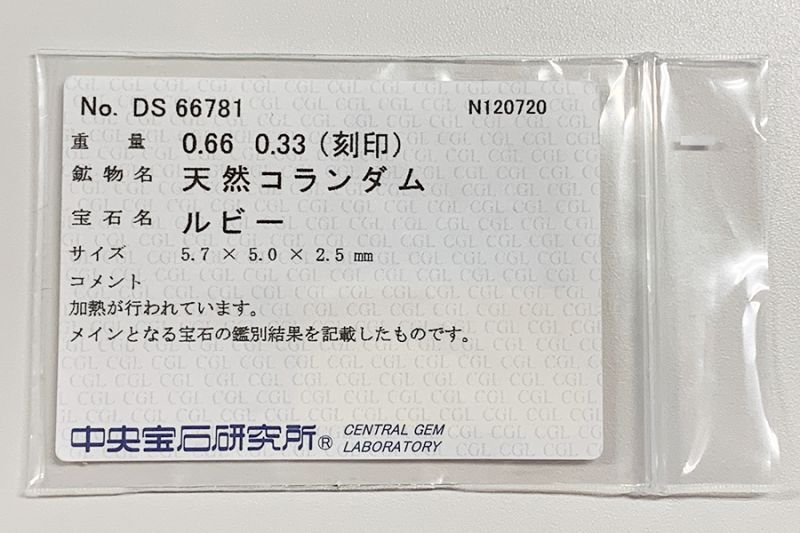 No. DS 66781 N120720
重量 0.66 0.33 (刻印)
鉱物名 天然コランダム
宝石名 ルビー
サイズ 5.7 × 5.0 × 2.5 mm
コメント
加熱が行われています。
メインとなる宝石の鑑別結果を記載したものです。
中央宝石研究所® CENTRAL GEM
LABORATORY